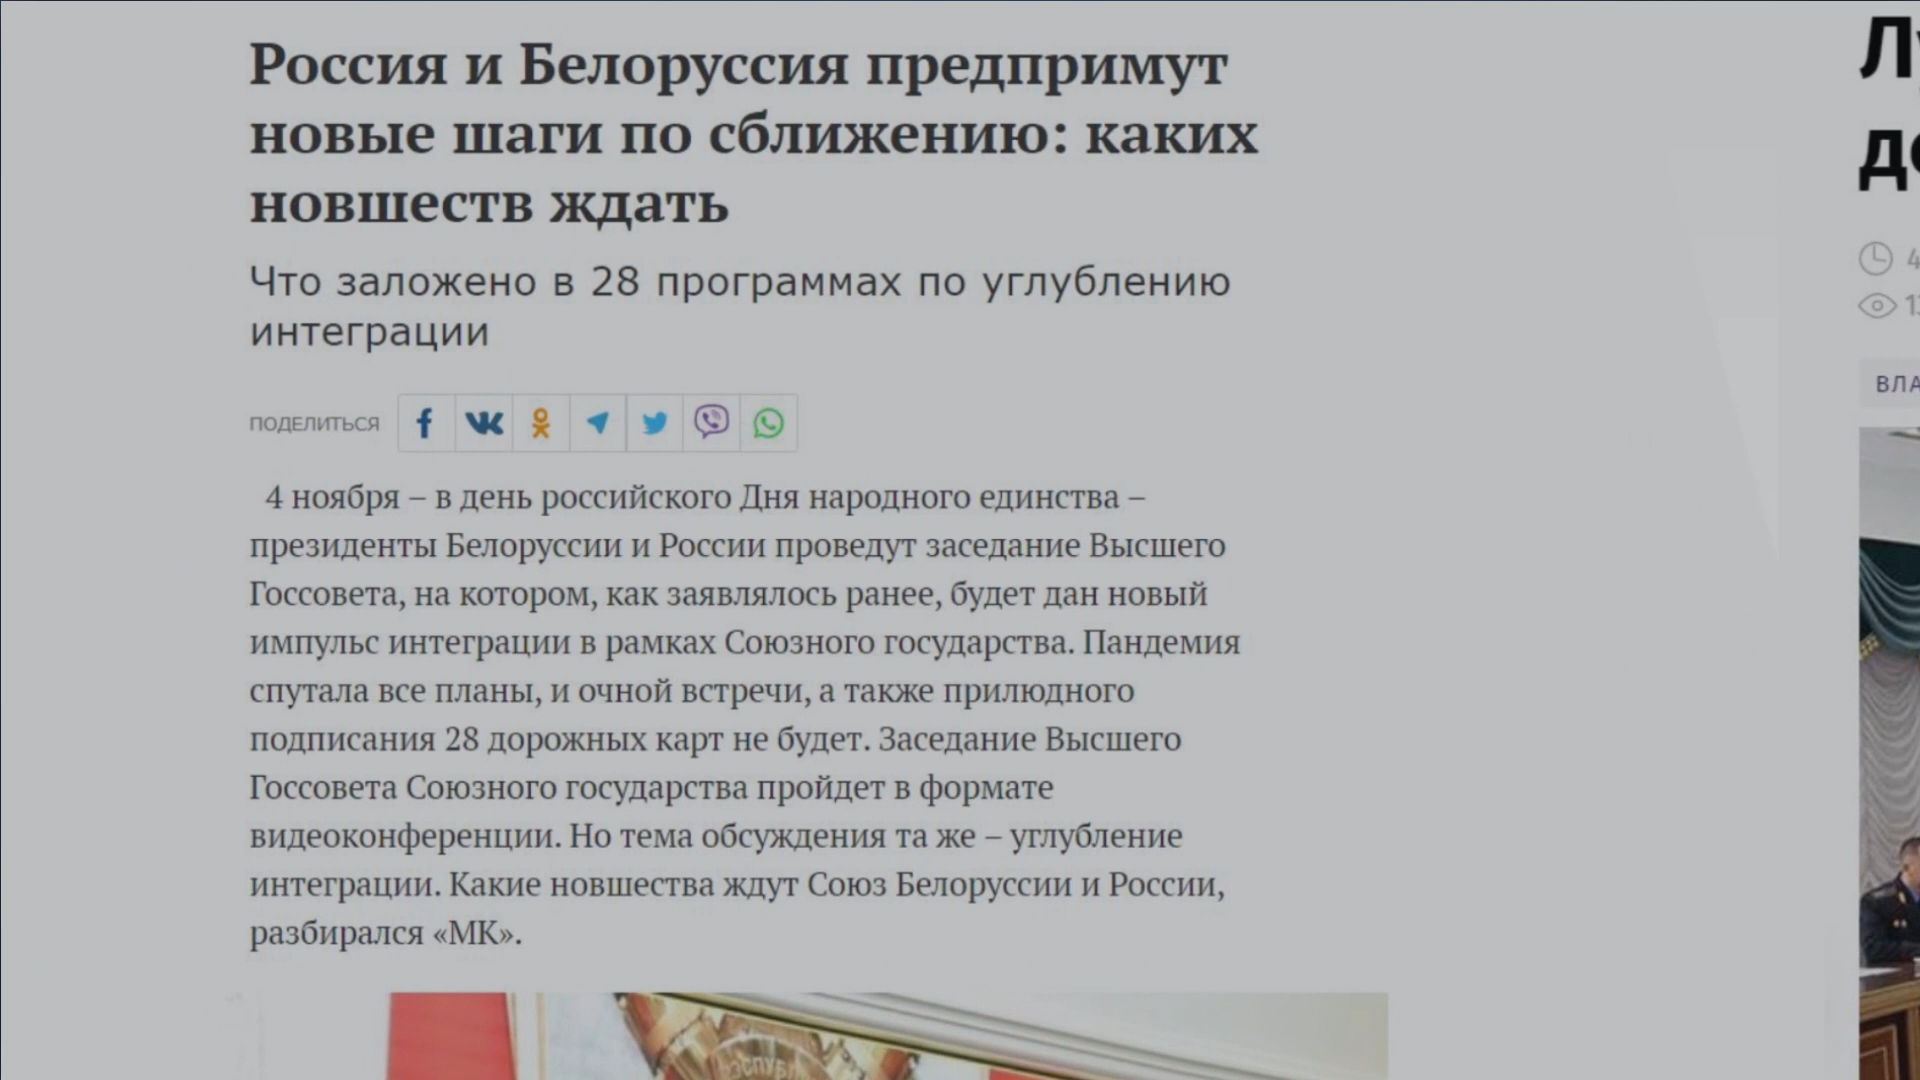 Россия и Белоруссия предпримут
новые шаги по сближению: каких
новшеств ждать
Что заложено в 28 программах по углублению
интеграции
ПОДЕЛИТЬСЯ
4 ноября – в день российского Дня народного единства –
президенты Белоруссии и России проведут заседание Высшего
Госсовета, на котором, как заявлялось ранее, будет дан новый
импульс интеграции в рамках Союзного государства. Пандемия
спутала все планы, и очной встречи, а также прилюдного
подписания 28 дорожных карт не будет. Заседание Высшего
Госсовета Союзного государства пройдет в формате
видеоконференции. Но тема обсуждения та же – углубление
интеграции. Какие новшества ждут Союз Белоруссии и России,
разбирался «МК».